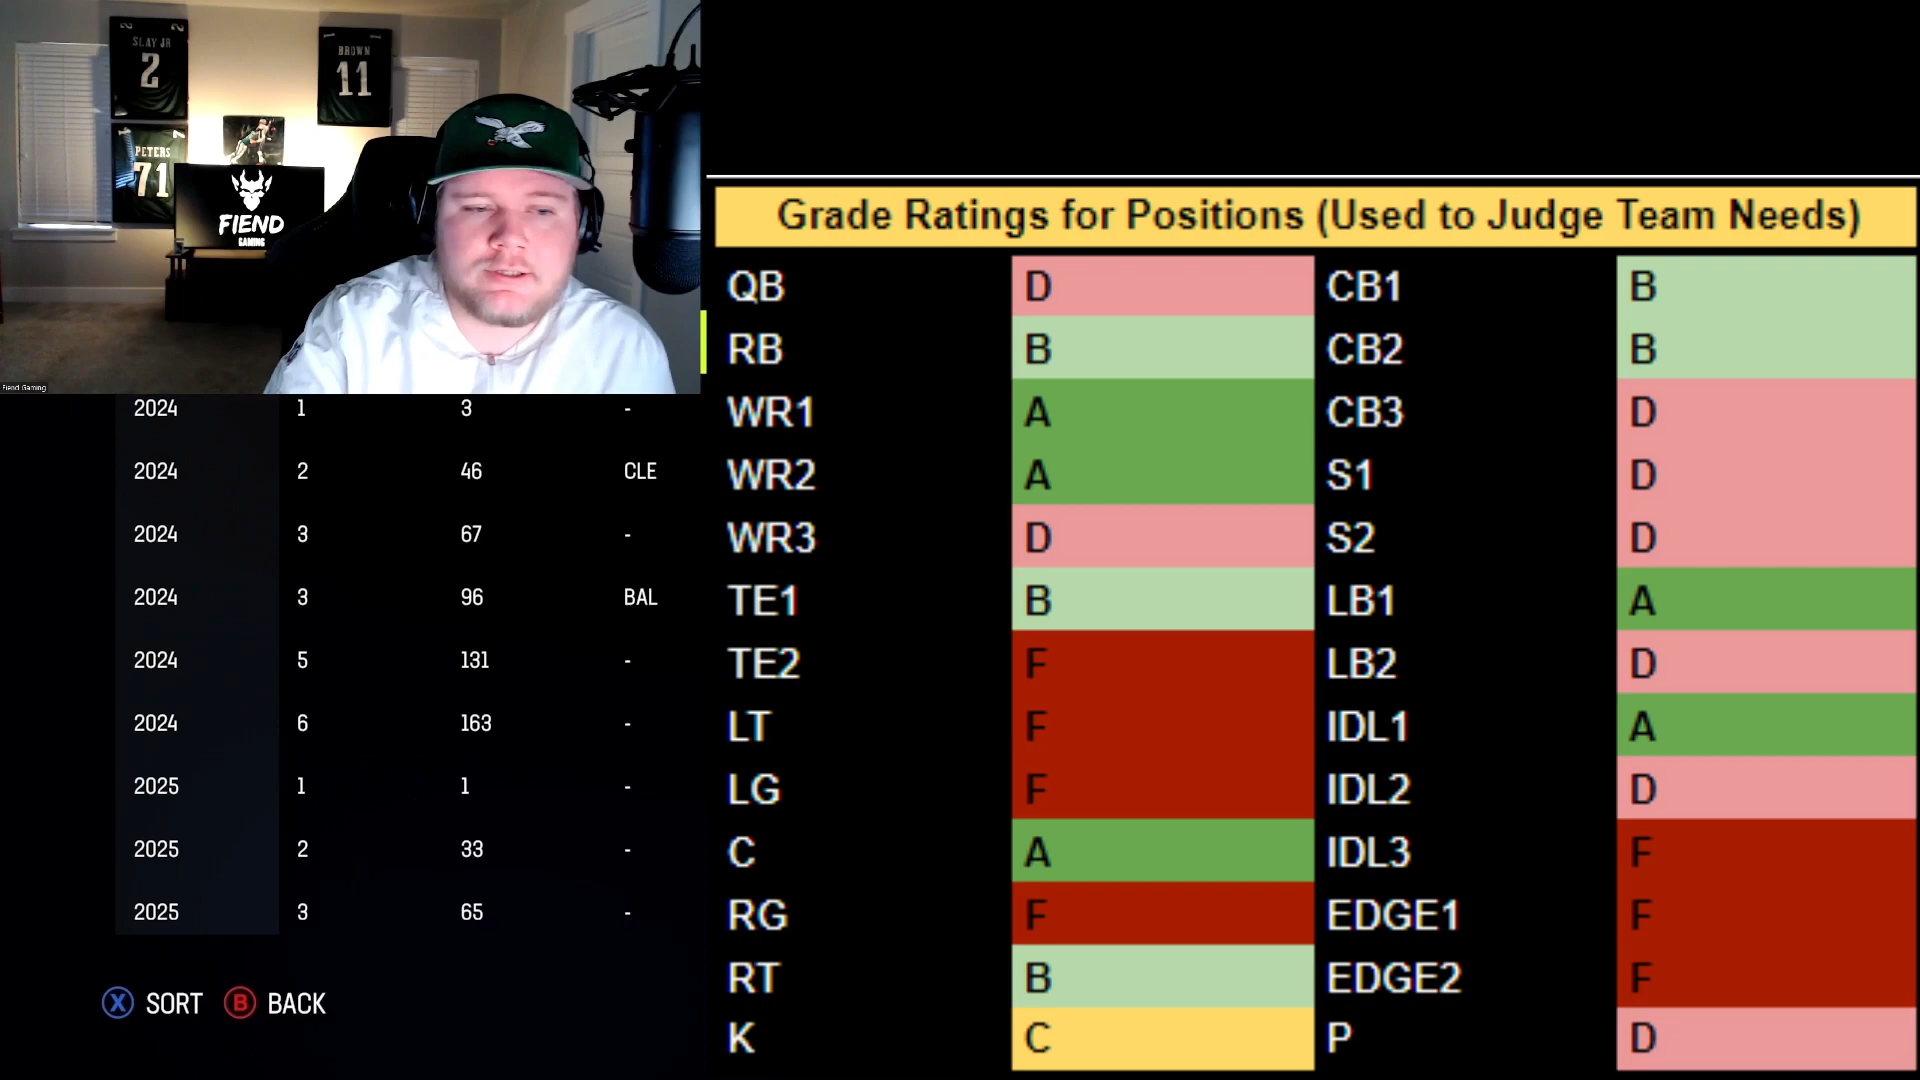 SLAY JR
2
BROWN
11
PETERS
71
FIEND
GAMING
Fiend Gaming
2024 1 3 -
2024 2 46 CLE
2024 3 67 -
2024 3 96 BAL
2024 5 131 -
2024 6 163 -
2025 1 1 -
2025 2 33 -
2025 3 65 -
X SORT B BACK
Grade Ratings for Positions (Used to Judge Team Needs)
QB D CB1 B
RB B CB2 B
WR1 A CB3 D
WR2 A S1 D
WR3 D S2 D
TE1 B LB1 A
TE2 F LB2 D
LT F IDL1 A
LG F IDL2 D
C A IDL3 F
RG F EDGE1 F
RT B EDGE2 F
K C P D